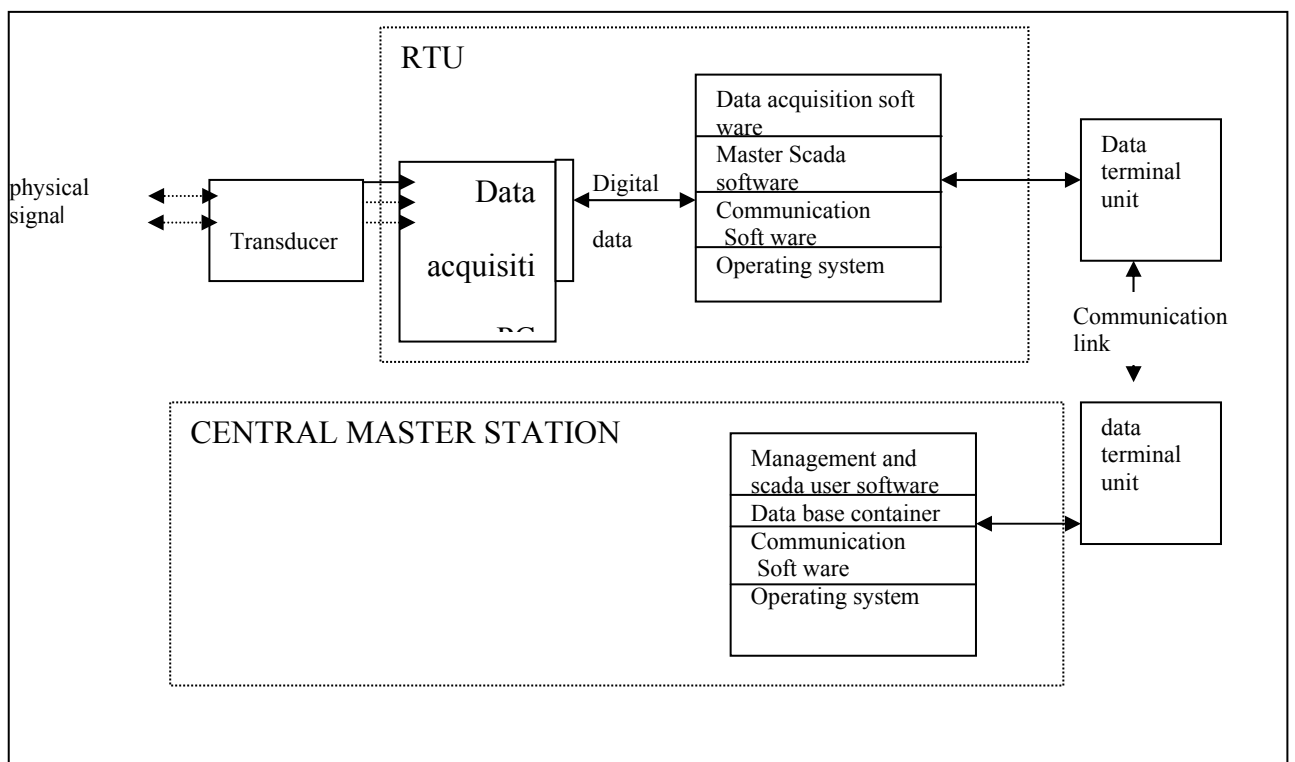 RTU
Data acquisition soft
ware
Master Scada
software
Communication
Soft ware
Operating system
physical
signal
Transducer
Data
acquisiti
Digital
data
Data
terminal
unit
Communication
link
CENTRAL MASTER STATION
Management and
scada user software
Data base container
Communication
Soft ware
Operating system
data
terminal
unit